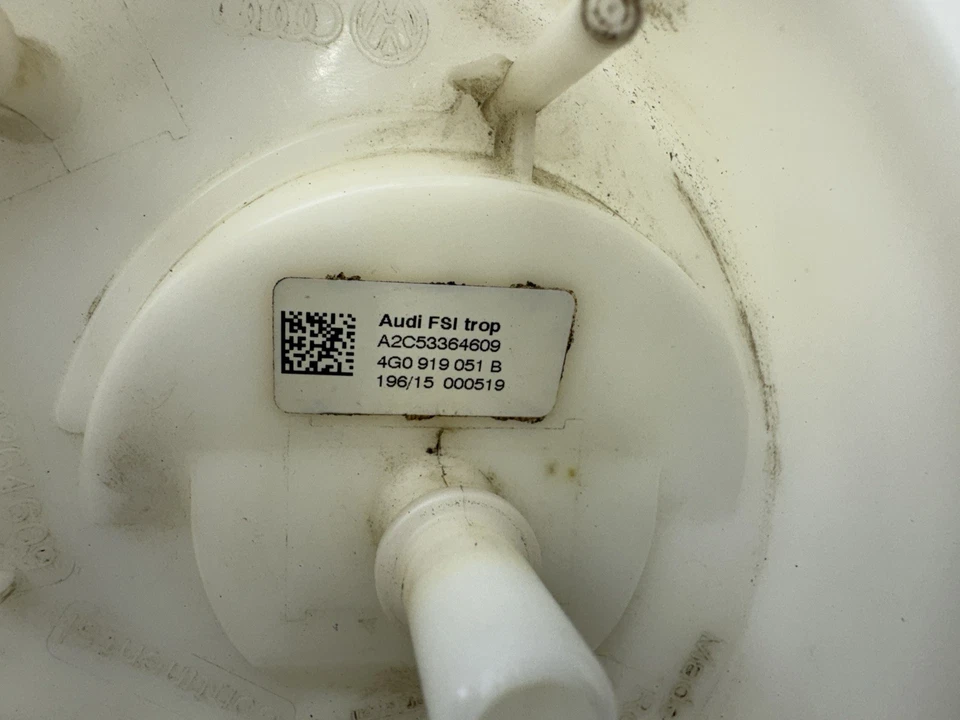 Audi FSI trop
A2C53364609
4G0 919 051 B
196/15 000519